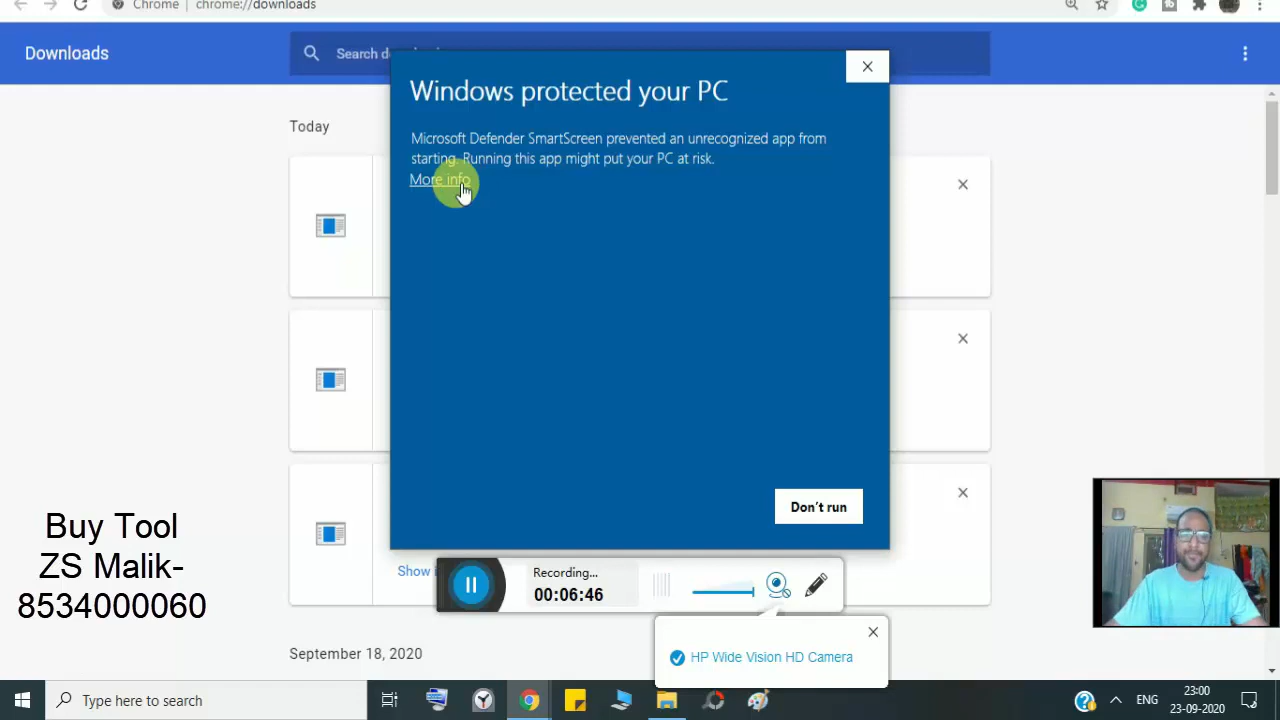 Chrome
chrome://downloads
Downloads
Search
Windows protected your PC
Today
Microsoft Defender SmartScreen prevented an unrecognized app from
starting. Running this app might put your PC at risk.
More info
Don't run
Buy Tool
ZS Malik-
8534000060
Show
Recording...
00:06:46
HP Wide Vision HD Camera
September 18, 2020
Type here to search
ENG
23:00
23-09-2020